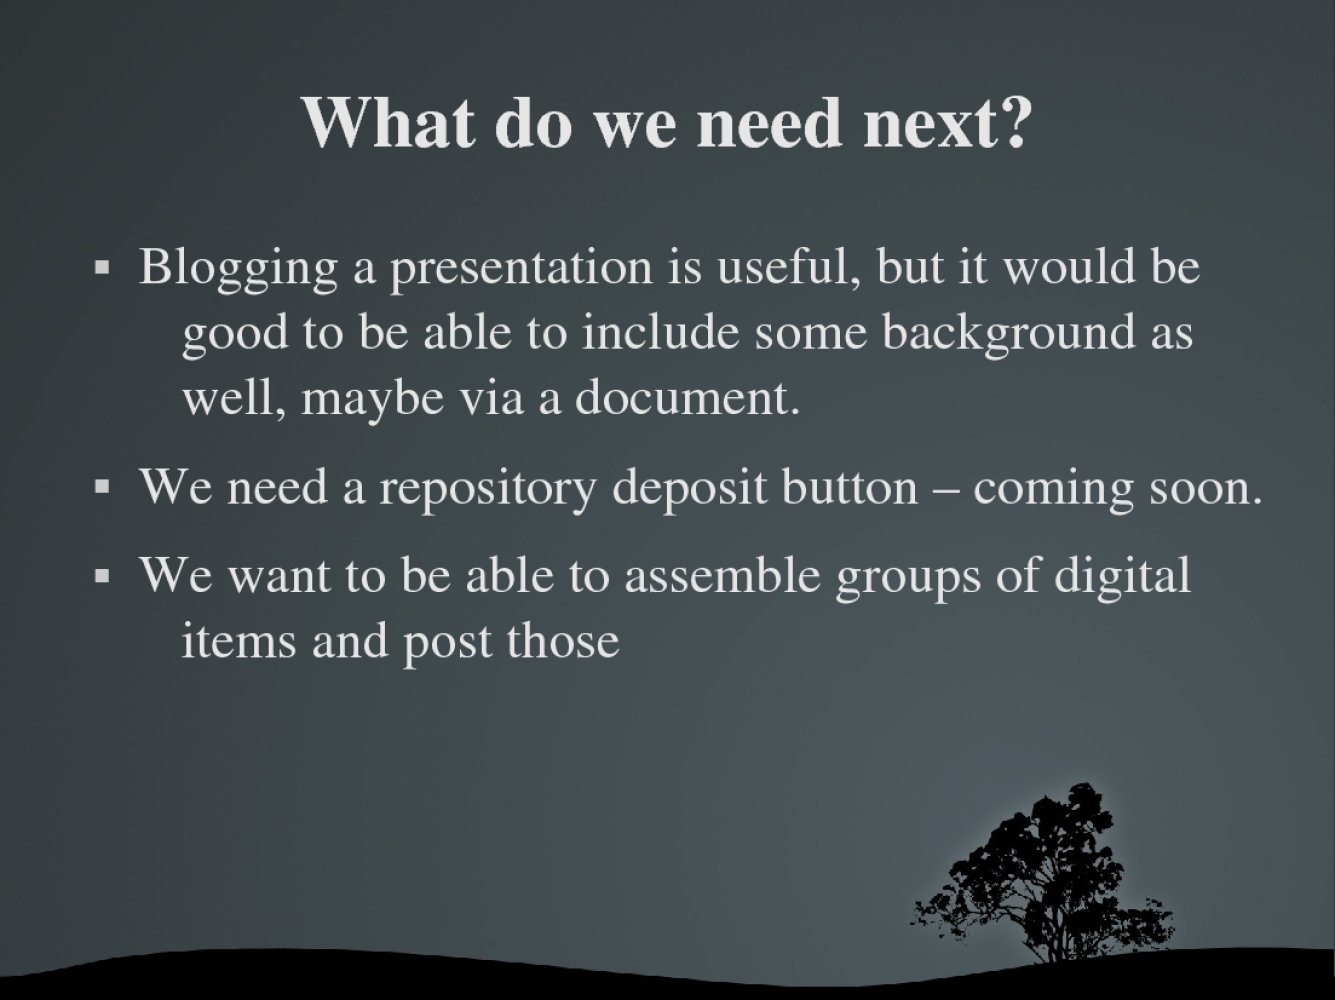 What do we need next?
▪ Blogging a presentation is useful, but it would be
good to be able to include some background as
well, maybe via a document.
▪ We need a repository deposit button – coming soon.
▪ We want to be able to assemble groups of digital
items and post those